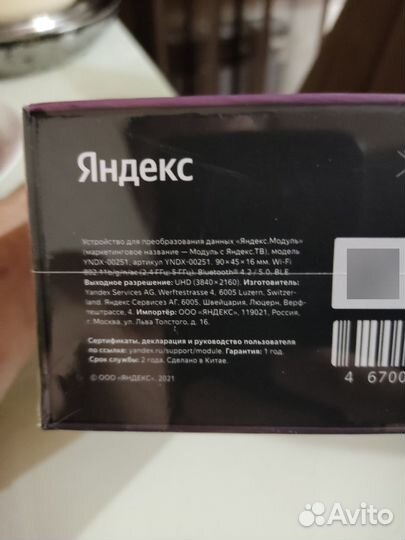 Яндекс
Устройство для преобразования данных «Яндекс.Модуль»
(маркетинговое название — Модуль с Яндекс.ТВ), модель
YNDX-00251, артикул YNDX-00251. 90×45×16 мм. Wi-Fi
802.11b/g/n/ac (2,4 ГГц; 5 ГГц), Bluetooth® 4.2 / 5.0, BLE
Выходное разрешение: UHD (3840×2160). Изготовитель:
Yandex Services AG, Werftestrasse 4, 6005 Luzern, Switzer-
land. Яндекс Сервисез АГ, 6005, Швейцария, Люцерн, Верф-
тештрассе, 4. Импортёр: ООО «ЯНДЕКС», 119021, Россия,
г. Москва, ул. Льва Толстого, д. 16.
Сертификаты, декларация и руководство пользователя
по ссылке: yandex.ru/support/module. Гарантия: 1 год.
Срок службы: 2 года. Сделано в Китае.
© ООО «ЯНДЕКС», 2021
4 6700
Avito